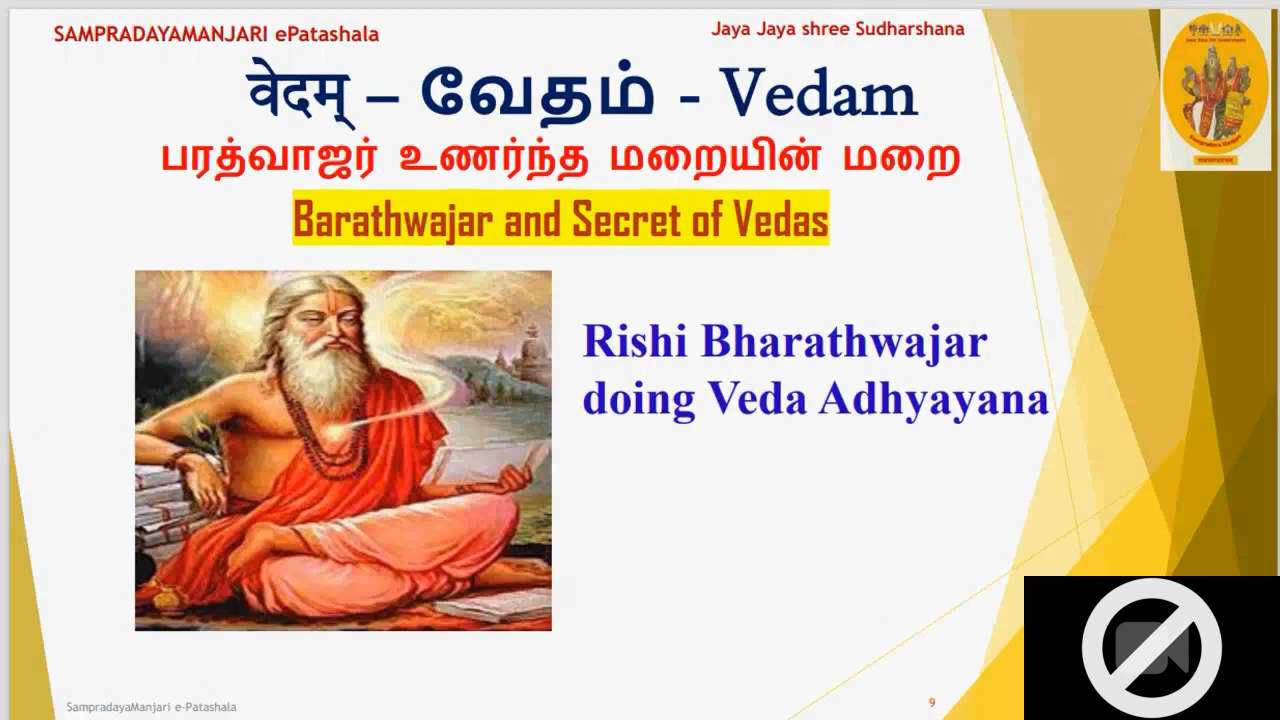 SAMPRADAYAMANJARI ePatashala
Jaya Jaya shree Sudharshana
वेदम् – வேதம் - Vedam
பரத்வாஜர் உணர்ந்த மறையின் மறை
Barathwajar and Secret of Vedas
Rishi Bharathwajar
doing Veda Adhyayana
SampradayaManjari e-Patashala
9